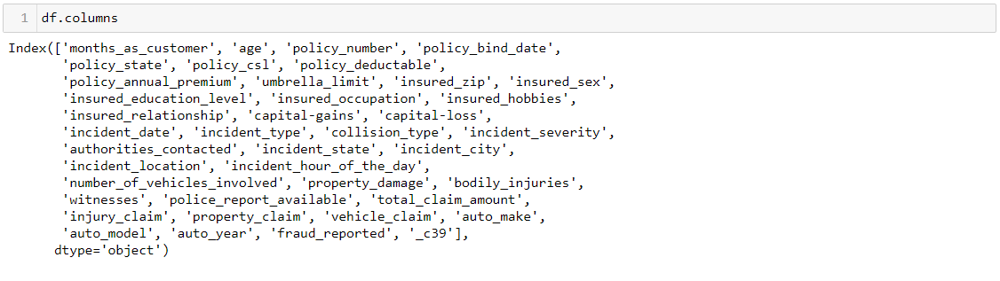 1 df.columns
Index(['months_as_customer', 'age', 'policy_number', 'policy_bind_date',
'policy_state', 'policy_csl', 'policy_deductable',
'policy_annual_premium', 'umbrella_limit', 'insured_zip', 'insured_sex',
'insured_education_level', 'insured_occupation', 'insured_hobbies',
'insured_relationship', 'capital-gains', 'capital-loss',
'incident_date', 'incident_type', 'collision_type', 'incident_severity',
'authorities_contacted', 'incident_state', 'incident_city',
'incident_location', 'incident_hour_of_the_day',
'number_of_vehicles_involved', 'property_damage', 'bodily_injuries',
'witnesses', 'police_report_available', 'total_claim_amount',
'injury_claim', 'property_claim', 'vehicle_claim', 'auto_make',
'auto_model', 'auto_year', 'fraud_reported', '_c39'],
dtype='object')